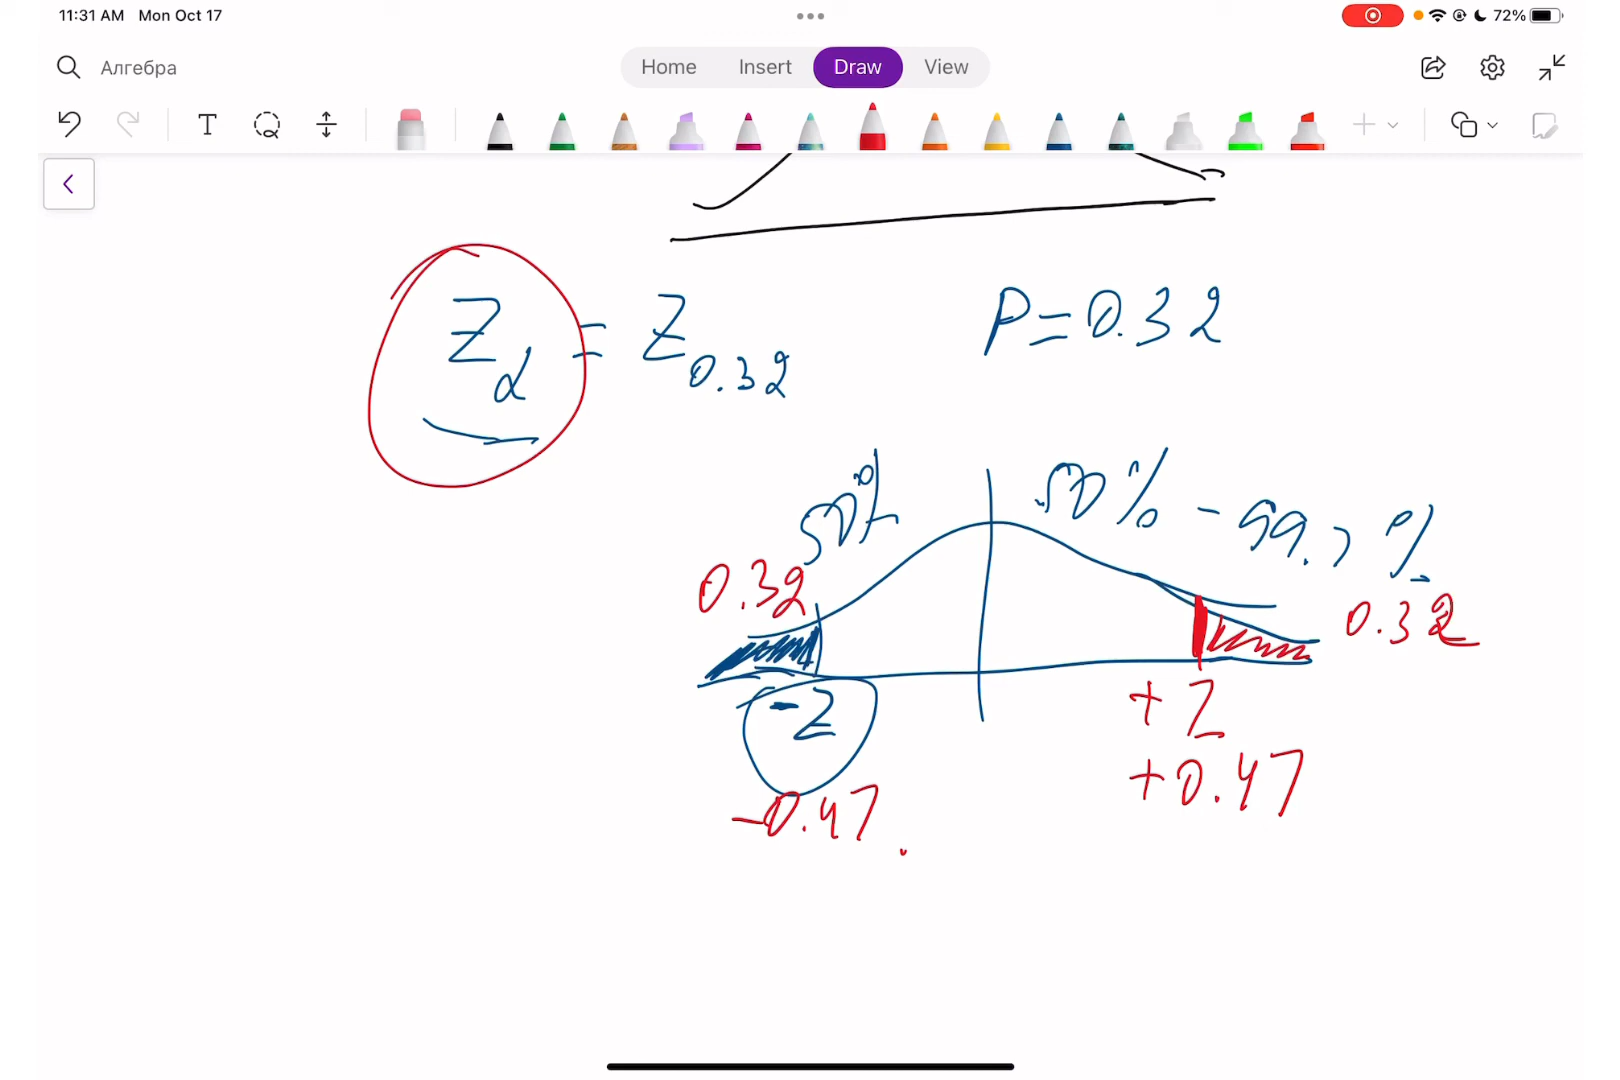 11:31 AM Mon Oct 17
72%
Алгебра
Home Insert Draw View
T
Zα = Z0.32
P=0.32
50%
50% - 99.7%
0.32
0.32
-Z
+Z
-0.47
+0.47